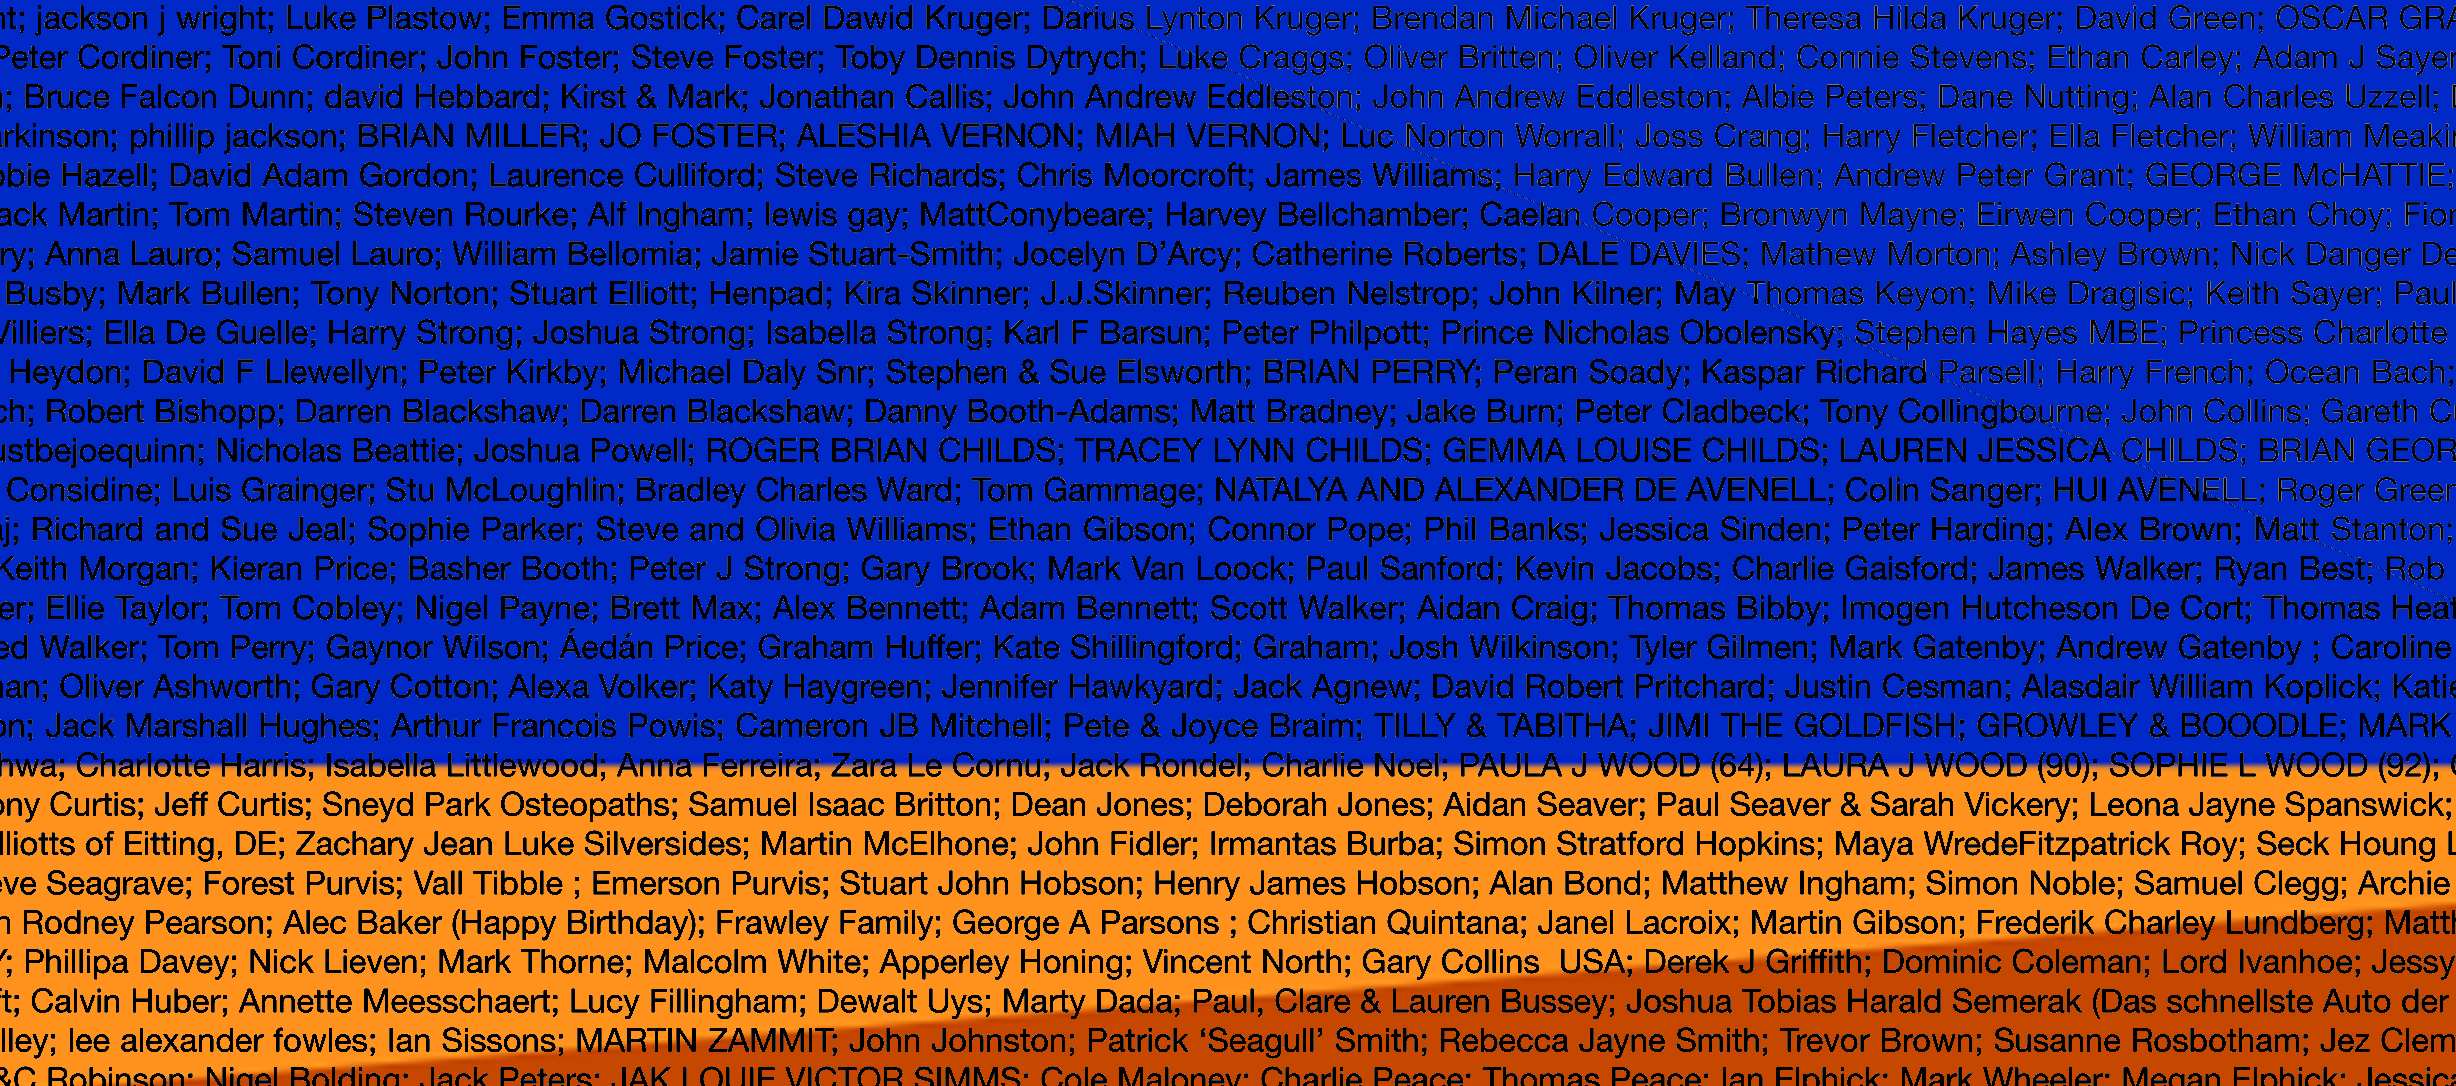 nt; jackson j wright; Luke Plastow; Emma Gostick; Carel Dawid Kruger; Darius Lynton Kruger; Brendan Michael Kruger; Theresa Hilda Kruger; David Green; OSCAR GRA
Peter Cordiner; Toni Cordiner; John Foster; Steve Foster; Toby Dennis Dytrych; Luke Craggs; Oliver Britten; Oliver Kelland; Connie Stevens; Ethan Carley; Adam J Sayer
; Bruce Falcon Dunn; david Hebbard; Kirst & Mark; Jonathan Callis; John Andrew Eddleston; John Andrew Eddleston; Albie Peters; Dane Nutting; Alan Charles Uzzell;
arkinson; phillip jackson; BRIAN MILLER; JO FOSTER; ALESHIA VERNON; MIAH VERNON; Luc Norton Worrall; Joss Crang; Harry Fletcher; Ella Fletcher; William Meakin
bbie Hazell; David Adam Gordon; Laurence Culliford; Steve Richards; Chris Moorcroft; James Williams; Harry Edward Bullen; Andrew Peter Grant; GEORGE McHATTIE;
ack Martin; Tom Martin; Steven Rourke; Alf Ingham; lewis gay; MattConybeare; Harvey Bellchamber; Caelan Cooper; Bronwyn Mayne; Eirwen Cooper; Ethan Choy; Fior
ry; Anna Lauro; Samuel Lauro; William Bellomia; Jamie Stuart-Smith; Jocelyn D’Arcy; Catherine Roberts; DALE DAVIES; Mathew Morton; Ashley Brown; Nick Danger De
Busby; Mark Bullen; Tony Norton; Stuart Elliott; Henpad; Kira Skinner; J.J.Skinner; Reuben Nelstrop; John Kilner; May Thomas Keyon; Mike Dragisic; Keith Sayer; Paul
Villiers; Ella De Guelle; Harry Strong; Joshua Strong; Isabella Strong; Karl F Barsun; Peter Philpott; Prince Nicholas Obolensky; Stephen Hayes MBE; Princess Charlotte
Heydon; David F Llewellyn; Peter Kirkby; Michael Daly Snr; Stephen & Sue Elsworth; BRIAN PERRY; Peran Soady; Kaspar Richard Parsell; Harry French; Ocean Bach;
ch; Robert Bishopp; Darren Blackshaw; Darren Blackshaw; Danny Booth-Adams; Matt Bradney; Jake Burn; Peter Cladbeck; Tony Collingbourne; John Collins; Gareth C
ustbejoequinn; Nicholas Beattie; Joshua Powell; ROGER BRIAN CHILDS; TRACEY LYNN CHILDS; GEMMA LOUISE CHILDS; LAUREN JESSICA CHILDS; BRIAN GEOR
Considine; Luis Grainger; Stu McLoughlin; Bradley Charles Ward; Tom Gammage; NATALYA AND ALEXANDER DE AVENELL; Colin Sanger; HUI AVENELL; Roger Green
aj; Richard and Sue Jeal; Sophie Parker; Steve and Olivia Williams; Ethan Gibson; Connor Pope; Phil Banks; Jessica Sinden; Peter Harding; Alex Brown; Matt Stanton;
Keith Morgan; Kieran Price; Basher Booth; Peter J Strong; Gary Brook; Mark Van Loock; Paul Sanford; Kevin Jacobs; Charlie Gaisford; James Walker; Ryan Best; Rob
er; Ellie Taylor; Tom Cobley; Nigel Payne; Brett Max; Alex Bennett; Adam Bennett; Scott Walker; Aidan Craig; Thomas Bibby; Imogen Hutcheson De Cort; Thomas Heat
ed Walker; Tom Perry; Gaynor Wilson; Áedán Price; Graham Huffer; Kate Shillingford; Graham; Josh Wilkinson; Tyler Gilmen; Mark Gatenby; Andrew Gatenby ; Caroline
nan; Oliver Ashworth; Gary Cotton; Alexa Volker; Katy Haygreen; Jennifer Hawkyard; Jack Agnew; David Robert Pritchard; Justin Cesman; Alasdair William Koplick; Katie
on; Jack Marshall Hughes; Arthur Francois Powis; Cameron JB Mitchell; Pete & Joyce Braim; TILLY & TABITHA; JIMI THE GOLDFISH; GROWLEY & BOOODLE; MARK
hwa; Charlotte Harris; Isabella Littlewood; Anna Ferreira; Zara Le Cornu; Jack Rondel; Charlie Noel; PAULA J WOOD (64); LAURA J WOOD (90); SOPHIE L WOOD (92);
ony Curtis; Jeff Curtis; Sneyd Park Osteopaths; Samuel Isaac Britton; Dean Jones; Deborah Jones; Aidan Seaver; Paul Seaver & Sarah Vickery; Leona Jayne Spanswick;
lliotts of Eitting, DE; Zachary Jean Luke Silversides; Martin McElhone; John Fidler; Irmantas Burba; Simon Stratford Hopkins; Maya WredeFitzpatrick Roy; Seck Houng L
eve Seagrave; Forest Purvis; Vall Tibble ; Emerson Purvis; Stuart John Hobson; Henry James Hobson; Alan Bond; Matthew Ingham; Simon Noble; Samuel Clegg; Archie
n Rodney Pearson; Alec Baker (Happy Birthday); Frawley Family; George A Parsons ; Christian Quintana; Janel Lacroix; Martin Gibson; Frederik Charley Lundberg; Matth
Y; Phillipa Davey; Nick Lieven; Mark Thorne; Malcolm White; Apperley Honing; Vincent North; Gary Collins  USA; Derek J Griffith; Dominic Coleman; Lord Ivanhoe; Jessy
ft; Calvin Huber; Annette Meesschaert; Lucy Fillingham; Dewalt Uys; Marty Dada; Paul, Clare & Lauren Bussey; Joshua Tobias Harald Semerak (Das schnellste Auto der
lley; lee alexander fowles; Ian Sissons; MARTIN ZAMMIT; John Johnston; Patrick ‘Seagull’ Smith; Rebecca Jayne Smith; Trevor Brown; Susanne Rosbotham; Jez Clem
&C Robinson; Nigel Bolding; Jack Peters; JAK LOUIE VICTOR SIMMS; Cole Maloney; Charlie Peace; Thomas Peace; Ian Elphick; Mark Wheeler; Megan Elphick; Jessica